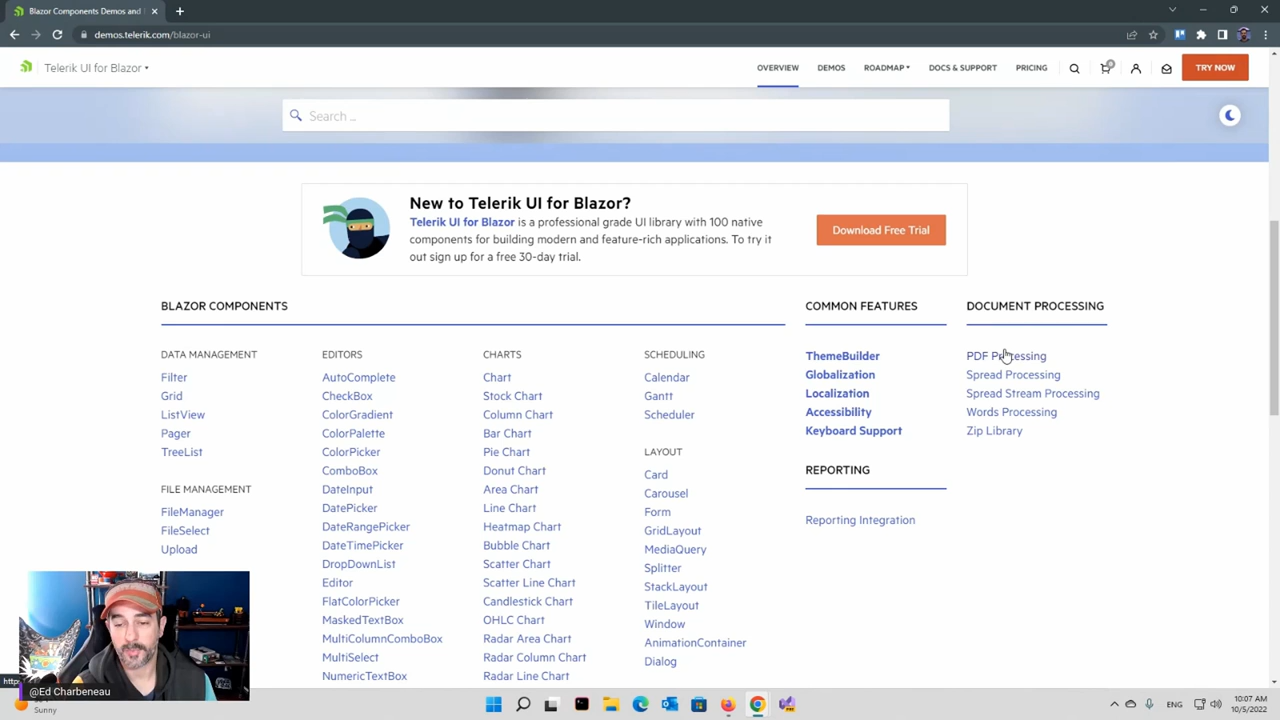 Blazor Components Demos and
demos.telerik.com/blazor-ui
Telerik UI for Blazor
OVERVIEW
DEMOS
ROADMAP
DOCS & SUPPORT
PRICING
0
TRY NOW
Search ...
New to Telerik UI for Blazor?
Telerik UI for Blazor is a professional grade UI library with 100 native
components for building modern and feature-rich applications. To try it
out sign up for a free 30-day trial.
Download Free Trial
BLAZOR COMPONENTS
DATA MANAGEMENT
Filter
Grid
ListView
Pager
TreeList
FILE MANAGEMENT
FileManager
FileSelect
Upload
EDITORS
AutoComplete
CheckBox
ColorGradient
ColorPalette
ColorPicker
ComboBox
DateInput
DatePicker
DateRangePicker
DateTimePicker
DropDownList
Editor
FlatColorPicker
MaskedTextBox
MultiColumnComboBox
MultiSelect
NumericTextBox
CHARTS
Chart
Stock Chart
Column Chart
Bar Chart
Pie Chart
Donut Chart
Area Chart
Line Chart
Heatmap Chart
Bubble Chart
Scatter Chart
Scatter Line Chart
Candlestick Chart
OHLC Chart
Radar Area Chart
Radar Column Chart
Radar Line Chart
SCHEDULING
Calendar
Gantt
Scheduler
LAYOUT
Card
Carousel
Form
GridLayout
MediaQuery
Splitter
StackLayout
TileLayout
Window
AnimationContainer
Dialog
COMMON FEATURES
ThemeBuilder
Globalization
Localization
Accessibility
Keyboard Support
REPORTING
Reporting Integration
DOCUMENT PROCESSING
PDF Processing
Spread Processing
Spread Stream Processing
Words Processing
Zip Library
@Ed Charbeneau
Sunny
ENG
10:07 AM
10/5/2022